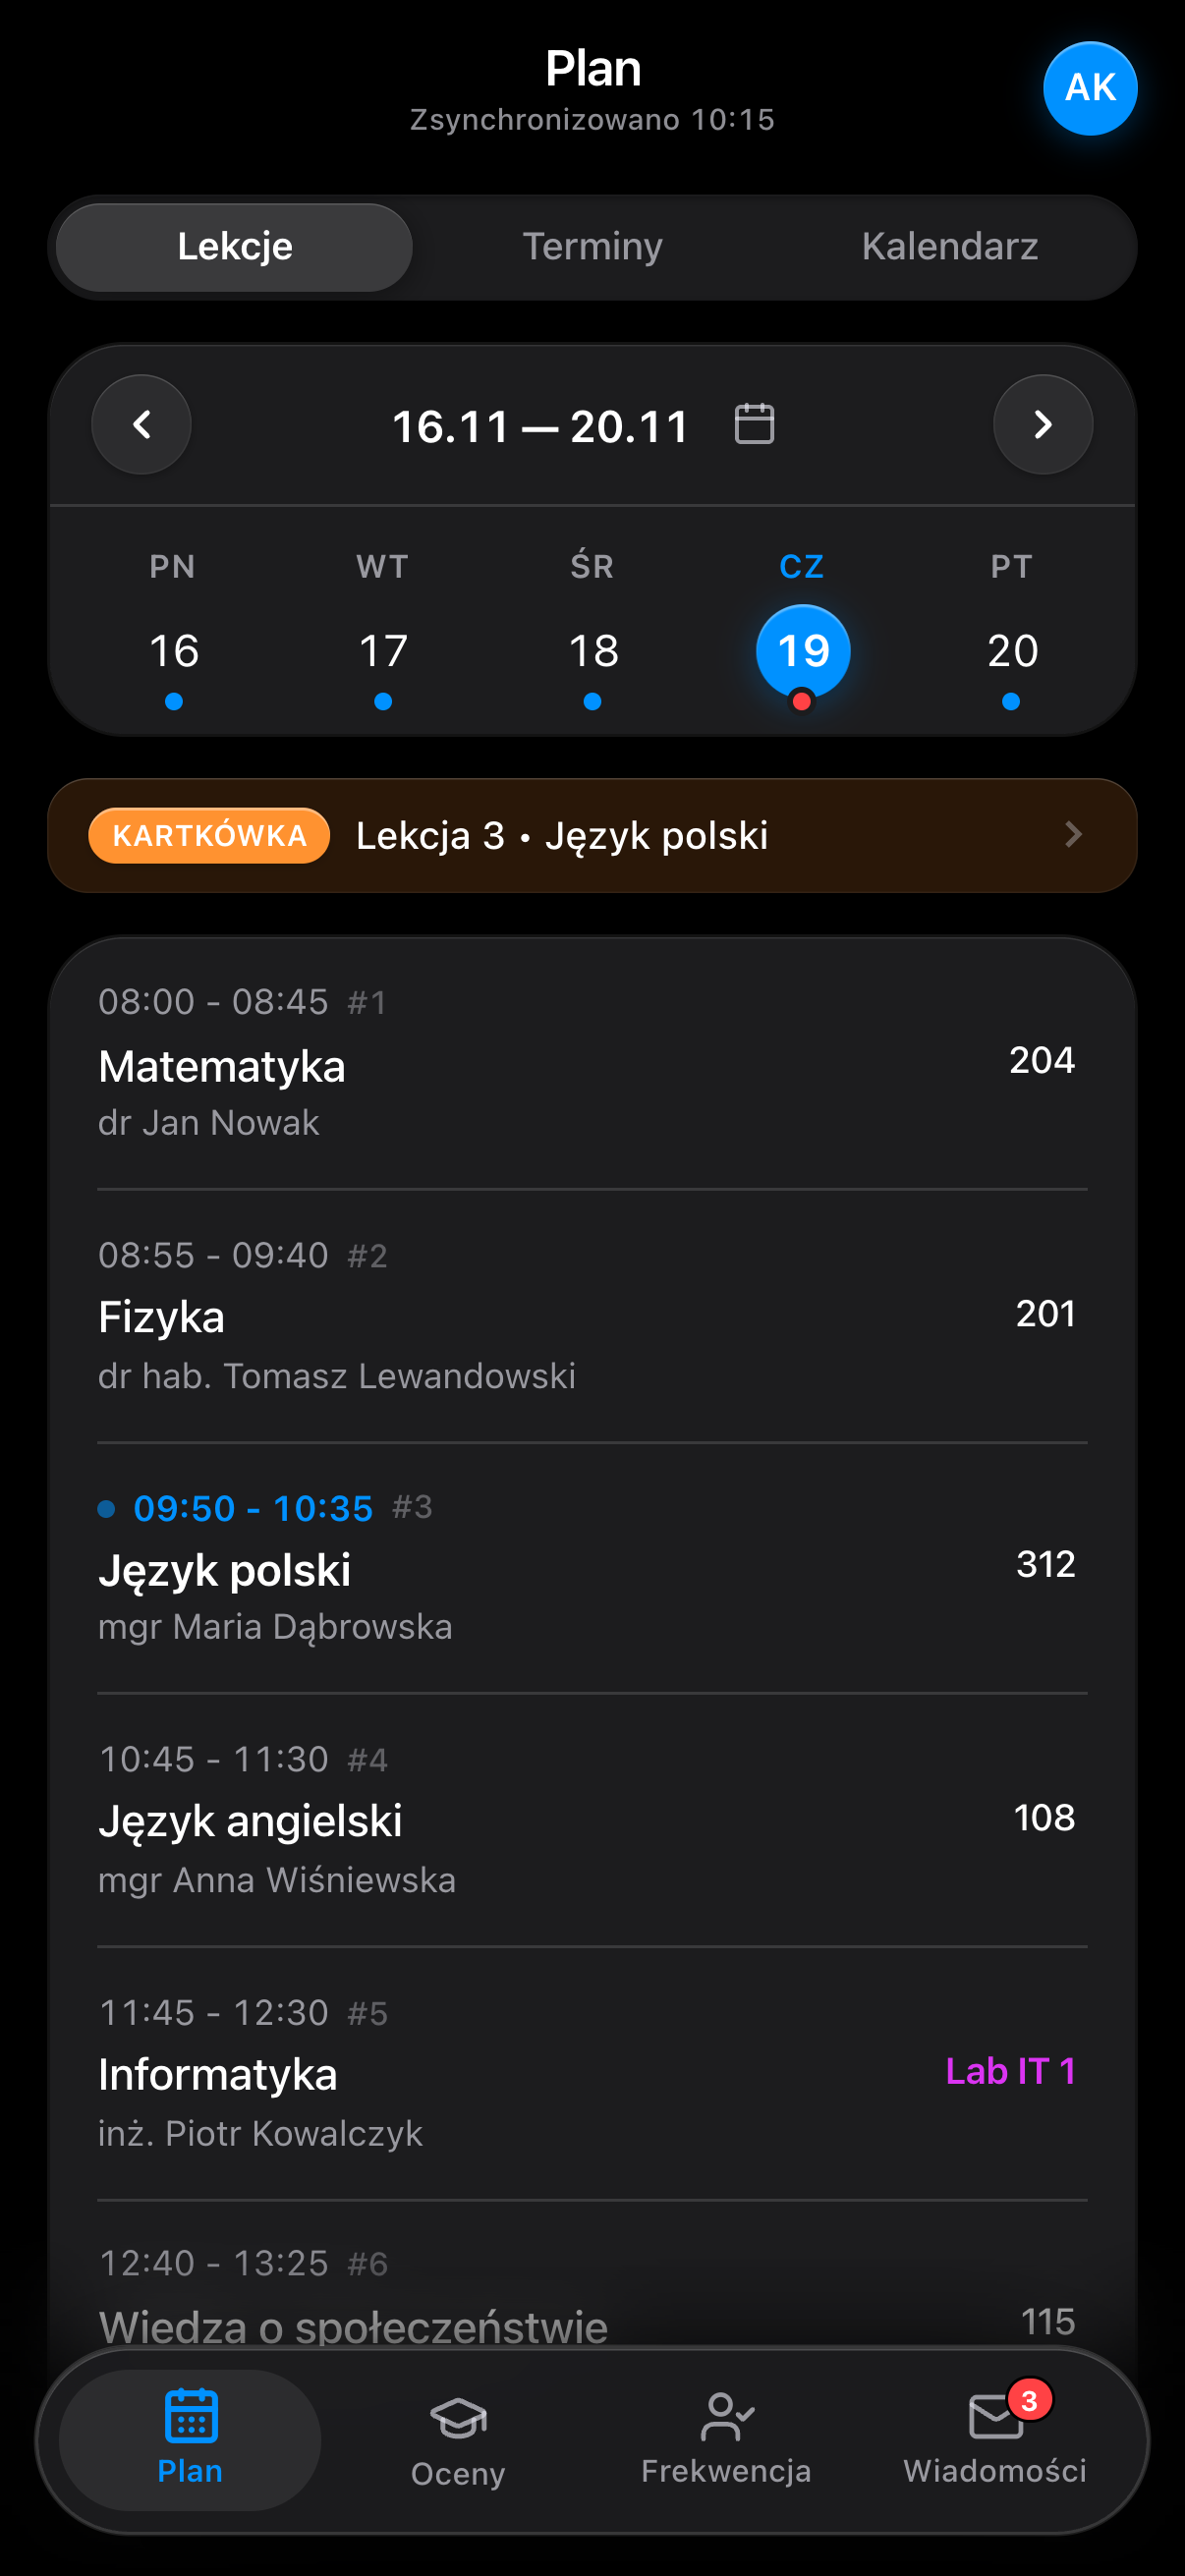 Plan
Zsynchronizowano 10:15
AK
Lekcje Terminy Kalendarz
16.11 — 20.11
PN WT ŚR CZ PT
16 17 18 19 20
KARTKÓWKA Lekcja 3 • Język polski
08:00 - 08:45 #1
Matematyka 204
dr Jan Nowak
08:55 - 09:40 #2
Fizyka 201
dr hab. Tomasz Lewandowski
09:50 - 10:35 #3
Język polski 312
mgr Maria Dąbrowska
10:45 - 11:30 #4
Język angielski 108
mgr Anna Wiśniewska
11:45 - 12:30 #5
Informatyka Lab IT 1
inż. Piotr Kowalczyk
12:40 - 13:25 #6
Wiedza o społeczeństwie 115
3
Plan Oceny Frekwencja Wiadomości